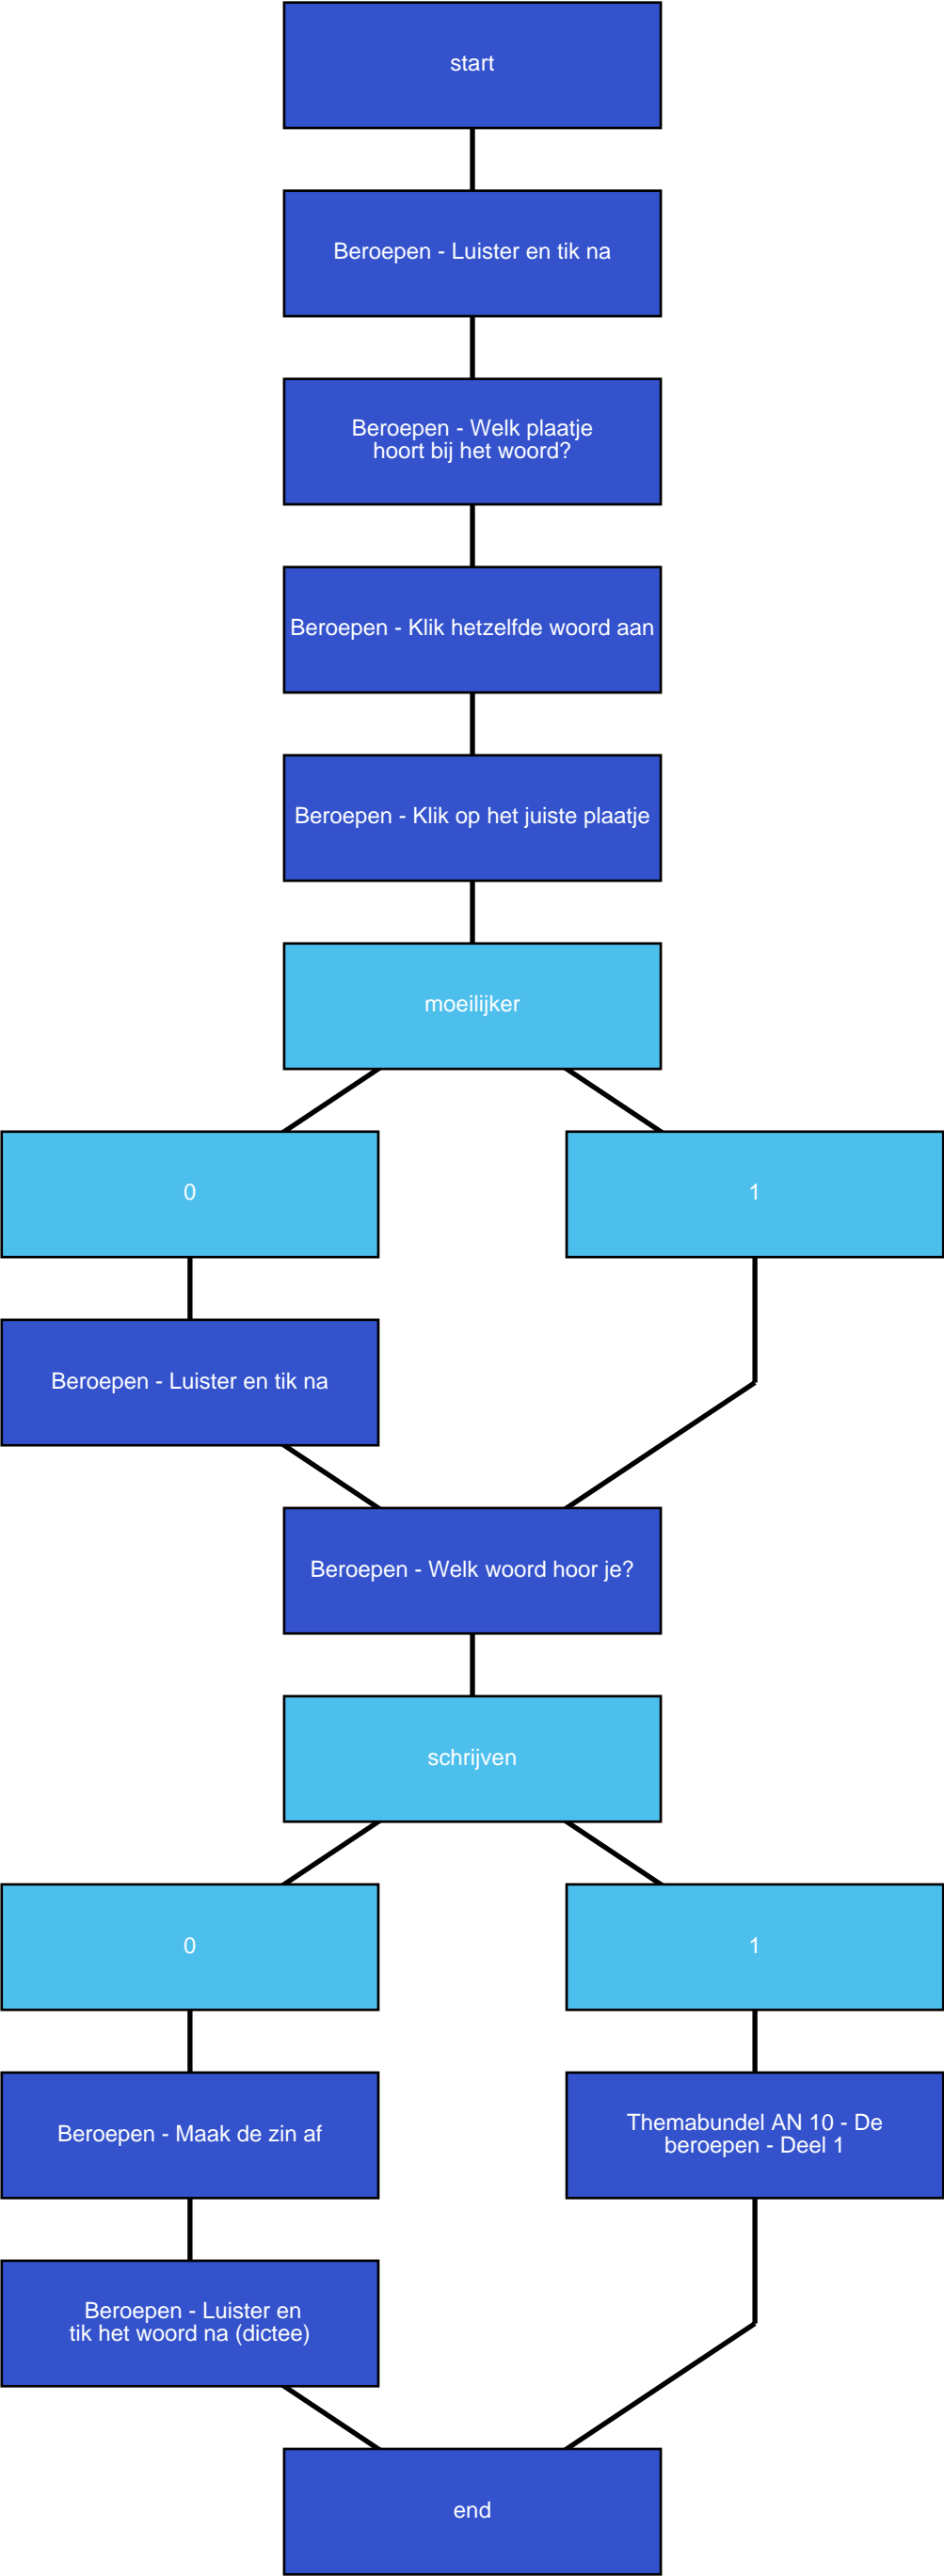 start
Beroepen - Luister en tik na
Beroepen - Welk plaatje
hoort bij het woord?
Beroepen - Klik hetzelfde woord aan
Beroepen - Klik op het juiste plaatje
moeilijker
0
1
Beroepen - Luister en tik na
Beroepen - Welk woord hoor je?
schrijven
0
1
Beroepen - Maak de zin af
Themabundel AN 10 - De
beroepen - Deel 1
Beroepen - Luister en
tik het woord na (dictee)
end